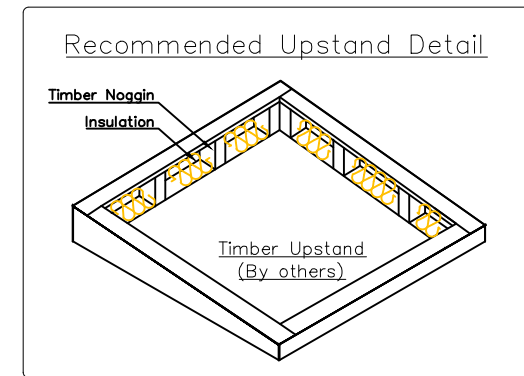 Recommended Upstand Detail
Timber Noggin
Insulation
Timber Upstand
(By others)